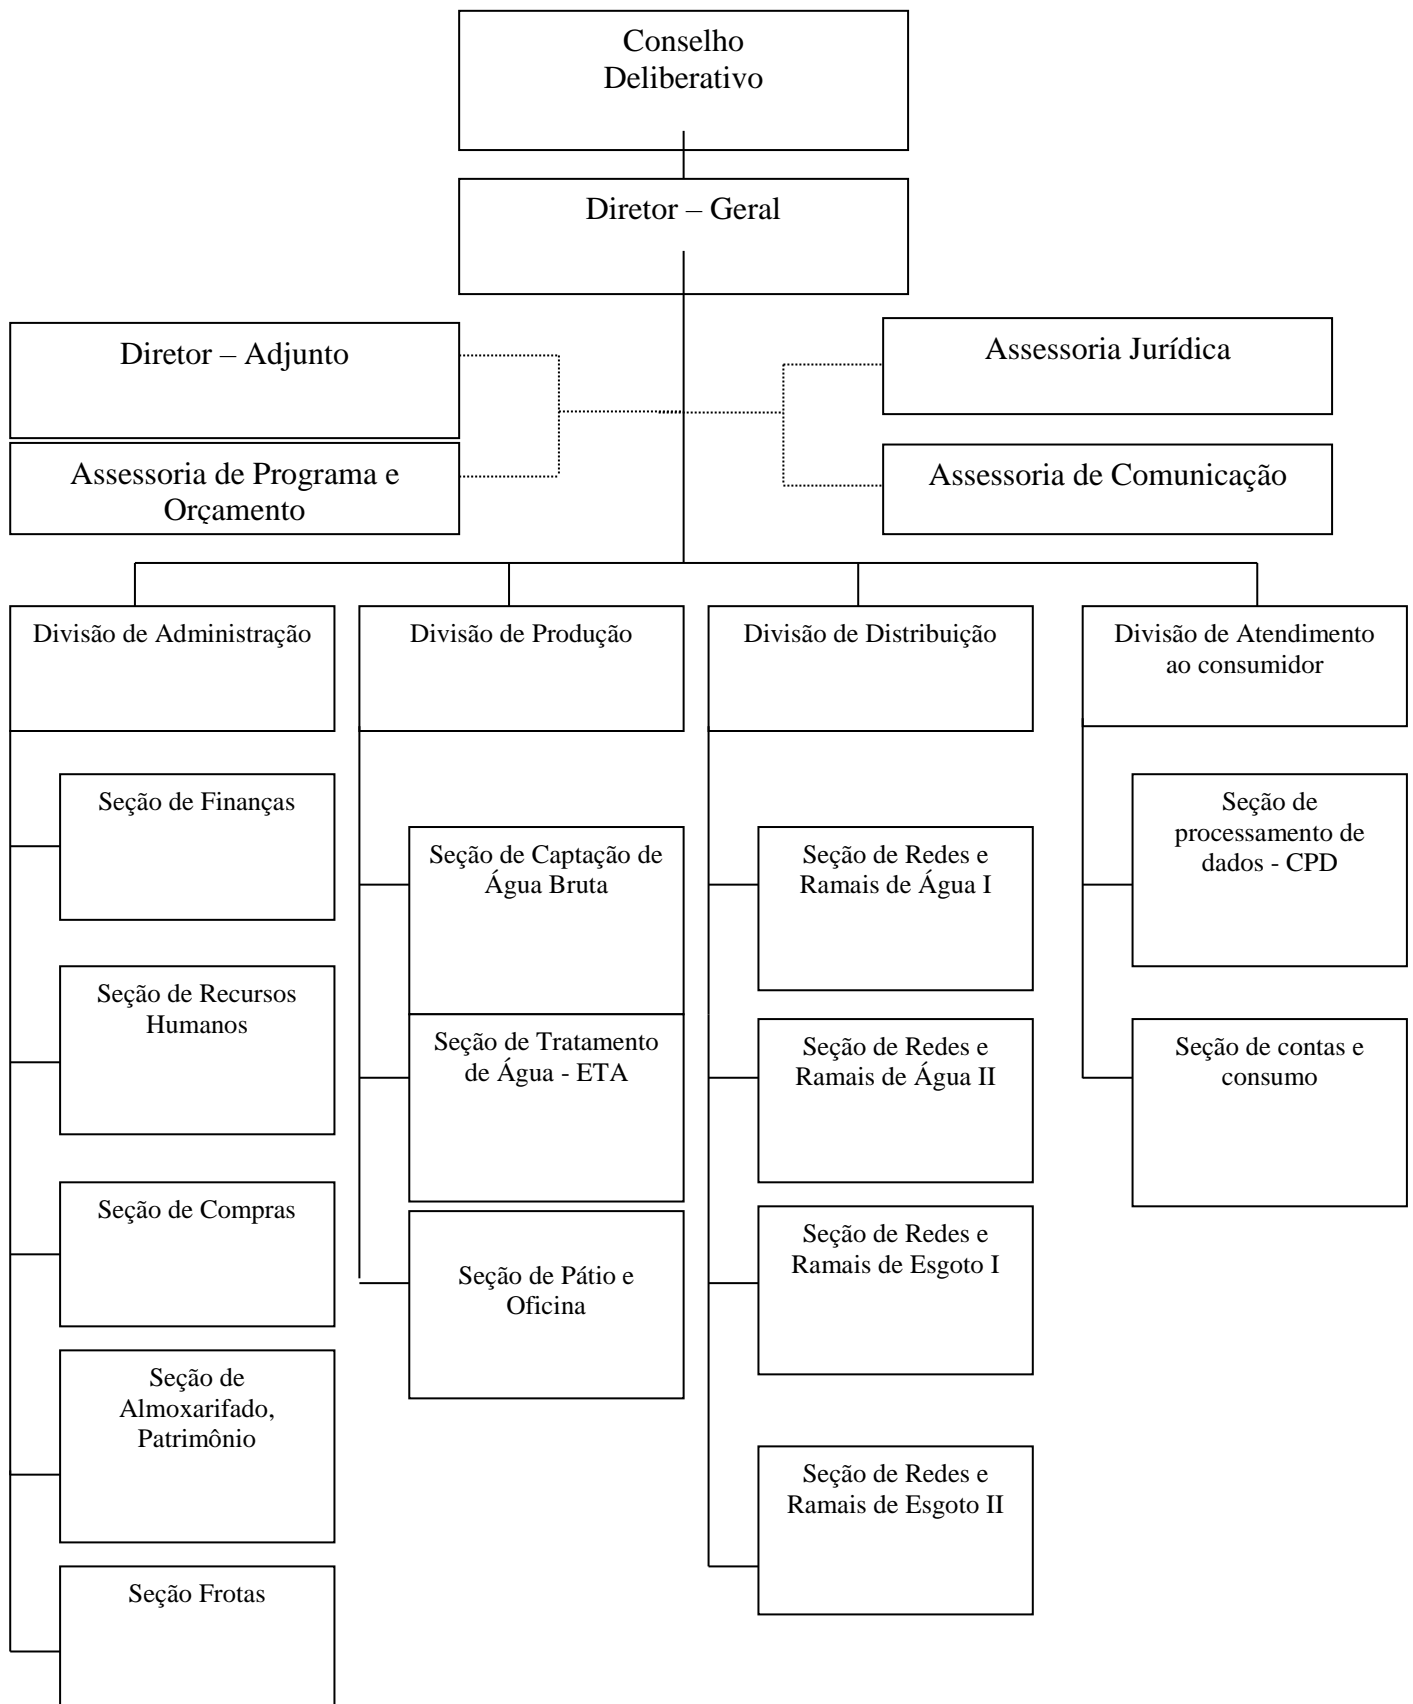 Conselho
Deliberativo
Diretor – Geral
Diretor – Adjunto
Assessoria Jurídica
Assessoria de Programa e
Orçamento
Assessoria de Comunicação
Divisão de Administração
Divisão de Produção
Divisão de Distribuição
Divisão de Atendimento
ao consumidor
Seção de Finanças
Seção de Recursos
Humanos
Seção de Compras
Seção de
Almoxarifado,
Patrimônio
Seção Frotas
Seção de Captação de
Água Bruta
Seção de Tratamento
de Água - ETA
Seção de Pátio e
Oficina
Seção de Redes e
Ramais de Água I
Seção de Redes e
Ramais de Água II
Seção de Redes e
Ramais de Esgoto I
Seção de Redes e
Ramais de Esgoto II
Seção de
processamento de
dados - CPD
Seção de contas e
consumo